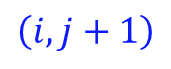 (i, j + 1)